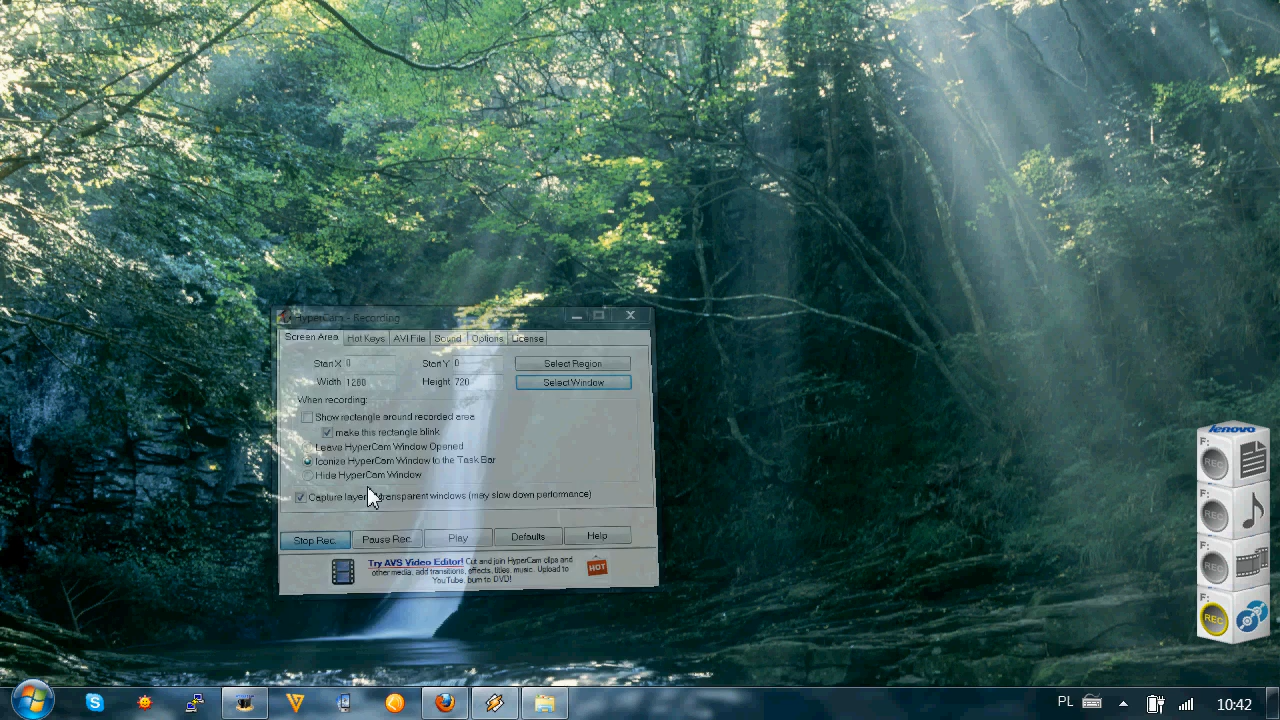 HyperCam - Recording
Screen Area Hot Keys AVI File Sound Options License
Start X 0 Start Y 0 Select Region
Width 1280 Height 720 Select Window
When recording:
Show rectangle around recorded area
make this rectangle blink
Leave HyperCam Window Opened
Iconize HyperCam Window to the Task Bar
Hide HyperCam Window
Capture transparent windows (may slow down performance)
Stop Rec. Pause Rec. Play Defaults Help
Try AVS Video Editor! Cut and join HyperCam clips and
other media, add transitions, effects, titles, music. Upload to
YouTube, burn to DVD!
HOT
lenovo
F:
REC
F:
REC
F:
REC
F:
REC
PL
10:42